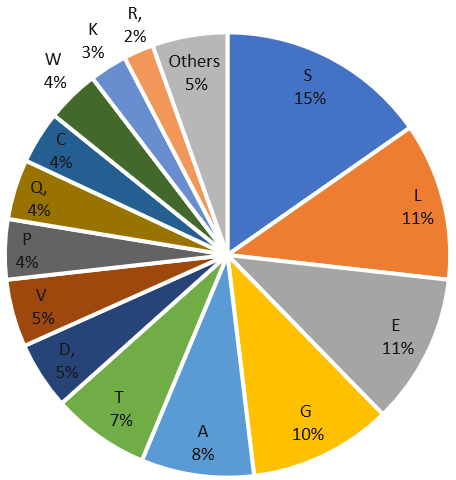 S
15%
L
11%
E
11%
G
10%
A
8%
T
7%
D,
5%
V
5%
P
4%
Q,
4%
C
4%
W
4%
K
3%
R,
2%
Others
5%